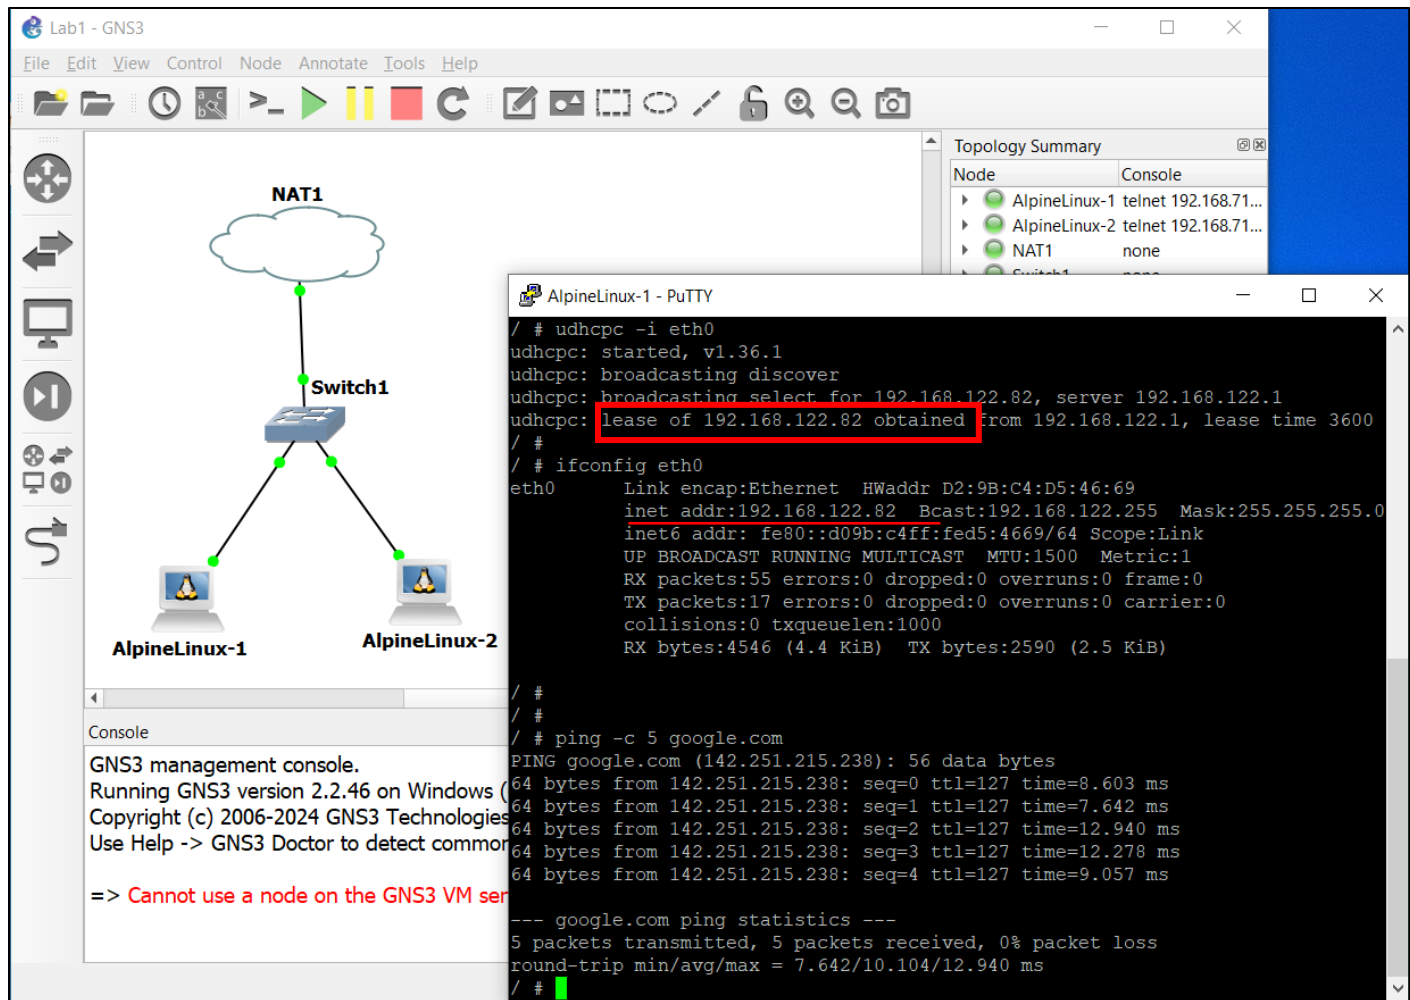 Lab1 - GNS3
File Edit View Control Node Annotate Tools Help
NAT1
Switch1
AlpineLinux-1
AlpineLinux-2
Topology Summary
Node Console
AlpineLinux-1 telnet 192.168.71...
AlpineLinux-2 telnet 192.168.71...
NAT1 none
Switch1 none
Console
GNS3 management console.
Running GNS3 version 2.2.46 on Windows (
Copyright (c) 2006-2024 GNS3 Technologies
Use Help -> GNS3 Doctor to detect common
=> Cannot use a node on the GNS3 VM ser
AlpineLinux-1 - PuTTY
/ # udhcpc -i eth0
udhcpc: started, v1.36.1
udhcpc: broadcasting discover
udhcpc: broadcasting select for 192.168.122.82, server 192.168.122.1
udhcpc: lease of 192.168.122.82 obtained from 192.168.122.1, lease time 3600
/ #
/ # ifconfig eth0
eth0 Link encap:Ethernet HWaddr D2:9B:C4:D5:46:69
inet addr:192.168.122.82 Bcast:192.168.122.255 Mask:255.255.255.0
inet6 addr: fe80::d09b:c4ff:fed5:4669/64 Scope:Link
UP BROADCAST RUNNING MULTICAST MTU:1500 Metric:1
RX packets:55 errors:0 dropped:0 overruns:0 frame:0
TX packets:17 errors:0 dropped:0 overruns:0 carrier:0
collisions:0 txqueuelen:1000
RX bytes:4546 (4.4 KiB) TX bytes:2590 (2.5 KiB)
/ #
/ #
/ # ping -c 5 google.com
PING google.com (142.251.215.238): 56 data bytes
64 bytes from 142.251.215.238: seq=0 ttl=127 time=8.603 ms
64 bytes from 142.251.215.238: seq=1 ttl=127 time=7.642 ms
64 bytes from 142.251.215.238: seq=2 ttl=127 time=12.940 ms
64 bytes from 142.251.215.238: seq=3 ttl=127 time=12.278 ms
64 bytes from 142.251.215.238: seq=4 ttl=127 time=9.057 ms
--- google.com ping statistics ---
5 packets transmitted, 5 packets received, 0% packet loss
round-trip min/avg/max = 7.642/10.104/12.940 ms
/ #